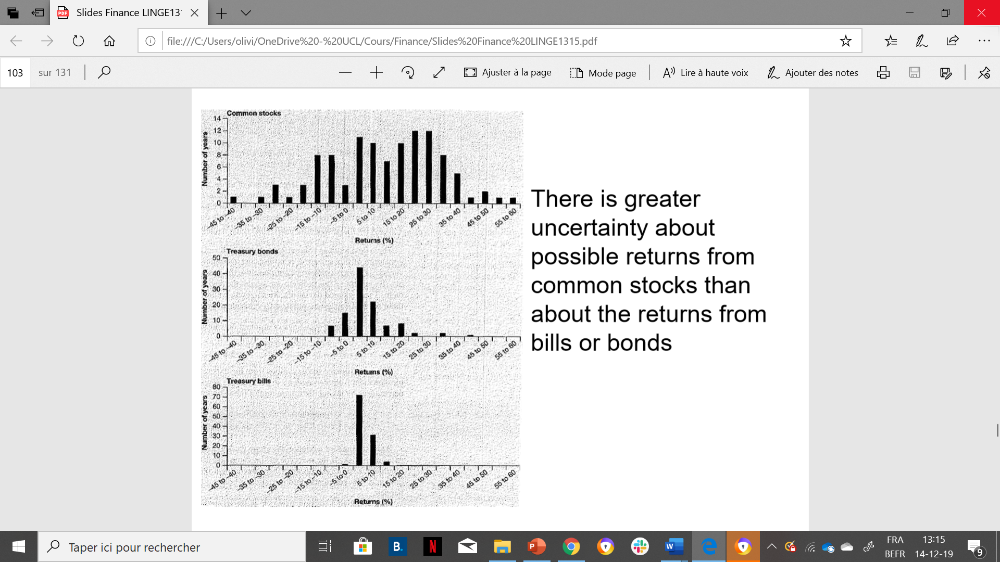 Slides Finance LINGE13
file:///C:/Users/olivi/OneDrive%20-%20UCL/Cours/Finance/Slides%20Finance%20LINGE1315.pdf
103 sur 131
Ajuster à la page
Mode page
Lire à haute voix
Ajouter des notes
Common stocks
Number of years
14
12
10
8
6
4
2
0
-45 to -40 -35 to -30 -25 to -20 -15 to -10 -5 to 0 5 to 10 15 to 20 25 to 30 35 to 40 45 to 50 55 to 60
Returns (%)
Treasury bonds
Number of years
50
40
30
20
10
0
-45 to -40 -35 to -30 -25 to -20 -15 to -10 -5 to 0 5 to 10 15 to 20 25 to 30 35 to 40 45 to 50 55 to 60
Returns (%)
Treasury bills
Number of years
80
70
60
50
40
30
20
10
0
-45 to -40 -35 to -30 -25 to -20 -15 to -10 -5 to 0 5 to 10 15 to 20 25 to 30 35 to 40 45 to 50 55 to 60
Returns (%)
There is greater
uncertainty about
possible returns from
common stocks than
about the returns from
bills or bonds
Taper ici pour rechercher
B.
N
P
W
FRA
BEFR
13:15
14-12-19
9